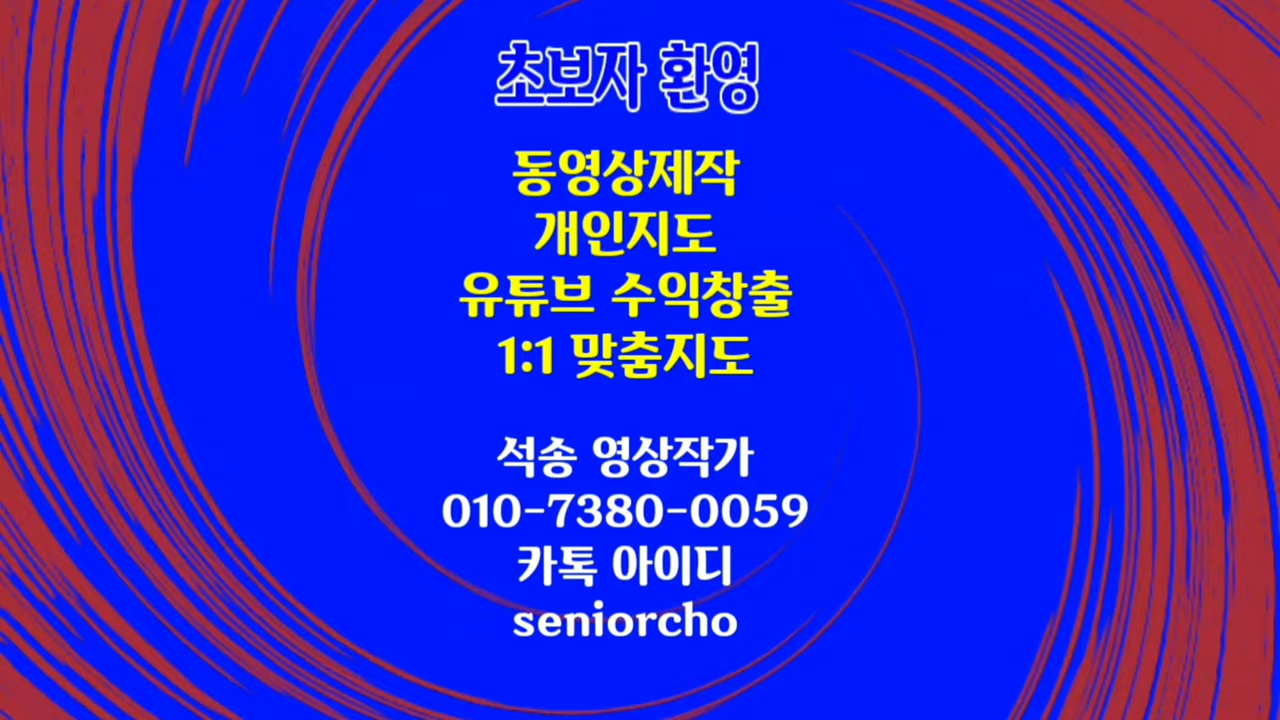 초보자 환영
동영상제작
개인지도
유튜브 수익창출
1:1 맞춤지도
석송 영상작가
010-7380-0059
카톡 아이디
seniorcho